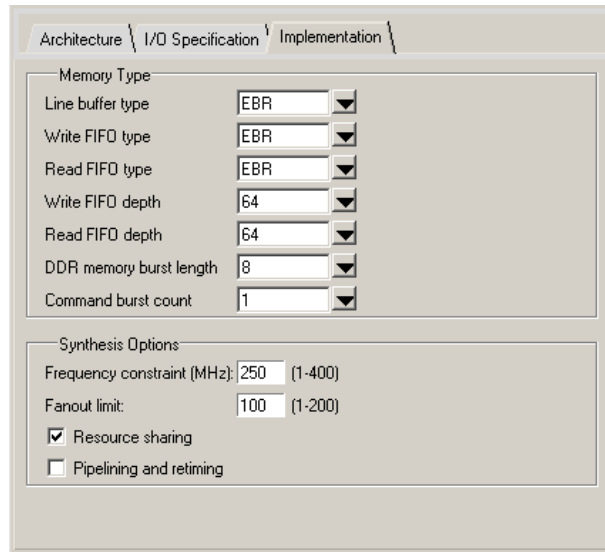 Architecture I/O Specification Implementation
Memory Type
Line buffer type EBR
Write FIFO type EBR
Read FIFO type EBR
Write FIFO depth 64
Read FIFO depth 64
DDR memory burst length 8
Command burst count 1
Synthesis Options
Frequency constraint (MHz): 250 (1-400)
Fanout limit: 100 (1-200)
Resource sharing
Pipelining and retiming